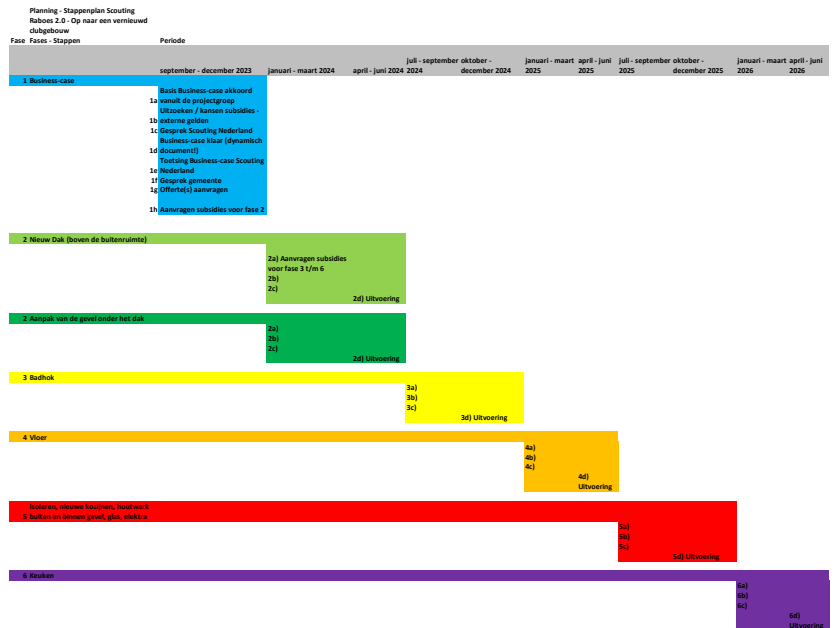 Planning - Stappenplan Scouting
Raboes 2.0 - Op naar een vernieuwd
clubgebouw
Fase Fases - Stappen Periode
september - december 2023 januari - maart 2024 april - juni 2024 juli - september 2024 oktober - december 2024 januari - maart 2025 april - juni 2025 juli - september 2025 oktober - december 2025 januari - maart 2026 april - juni 2026
1 Business-case
Basis Business-case akkoord
1a vanuit de projectgroep
Uitzoeken / kansen subsidies -
1b externe gelden
1c Gesprek Scouting Nederland
Business-case klaar (dynamisch
1d document!)
Toetsing Business-case Scouting
1e Nederland
1f Gesprek gemeente
1g Offerte(s) aanvragen
1h Aanvragen subsidies voor fase 2
2 Nieuw Dak (boven de buitenruimte)
2a) Aanvragen subsidies
voor fase 3 t/m 6
2b)
2c)
2d) Uitvoering
2 Aanpak van de gevel onder het dak
2a)
2b)
2c)
2d) Uitvoering
3 Badhok
3a)
3b)
3c)
3d) Uitvoering
4 Vloer
4a)
4b)
4c)
4d)
Uitvoering
Isoleren, nieuwe kosijnen, houtwerk
5 buiten en binnen gevel, glas, elektra
5a)
5b)
5c)
5d) Uitvoering
6 Keuken
6a)
6b)
6c)
6d)
Uitvoering